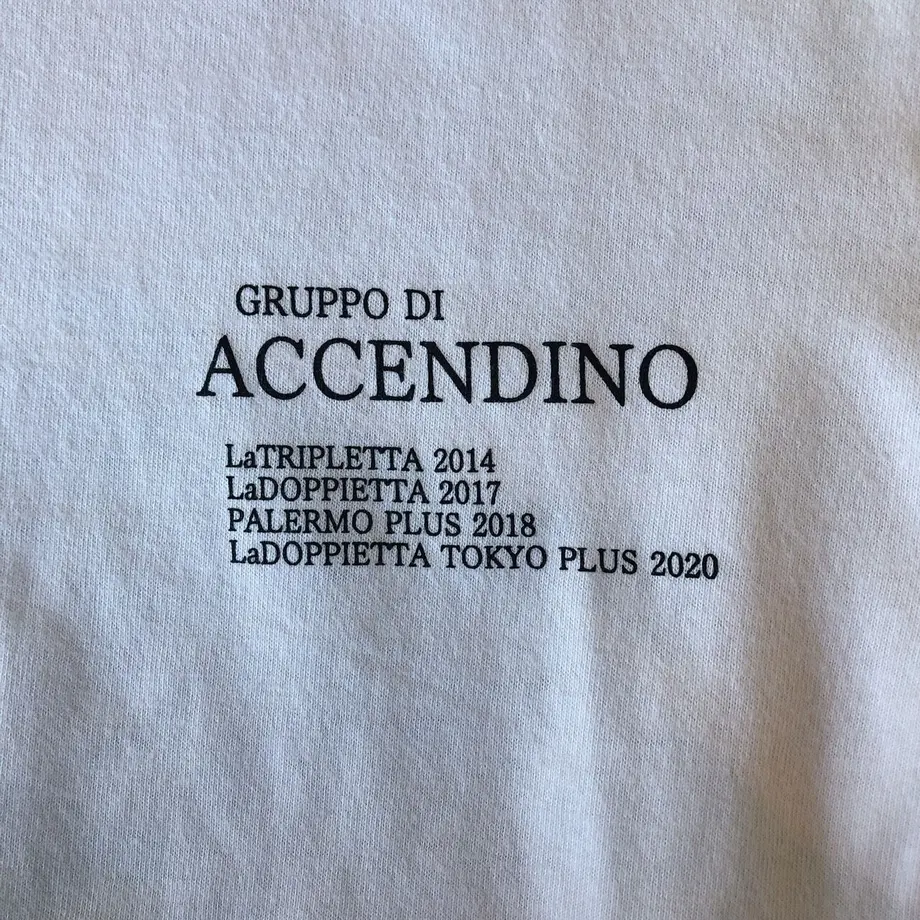 GRUPPO DI
ACCENDINO
LaTRIPLETTA 2014
LaDOPPIETTA 2017
PALERMO PLUS 2018
LaDOPPIETTA TOKYO PLUS 2020